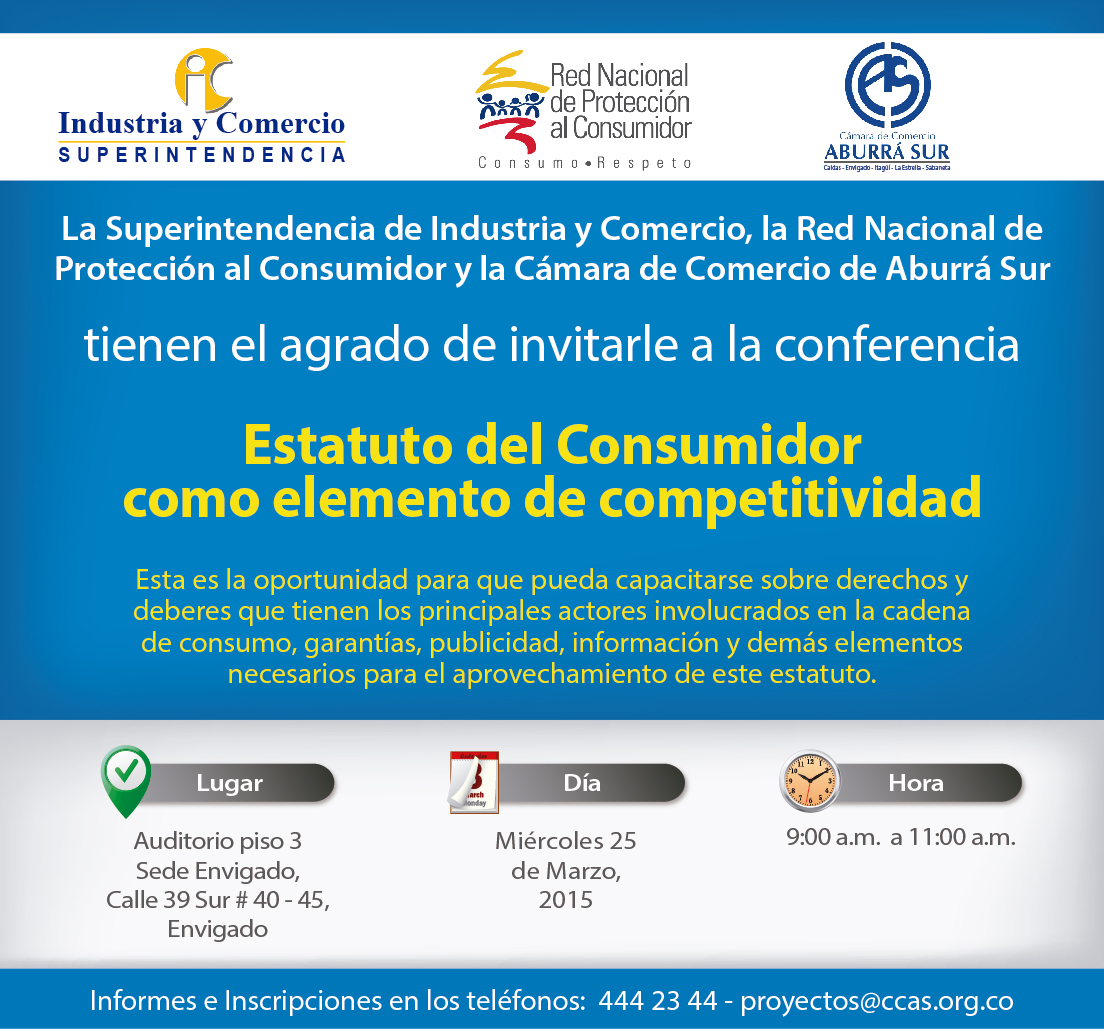 iC
Industria y Comercio
SUPERINTENDENCIA
Red Nacional
de Protección
al Consumidor
Consumo • Respeto
Cámara de Comercio
ABURRÁ SUR
Caldas - Envigado - Itagüí - La Estrella - Sabaneta
La Superintendencia de Industria y Comercio, la Red Nacional de
Protección al Consumidor y la Cámara de Comercio de Aburrá Sur
tienen el agrado de invitarle a la conferencia
Estatuto del Consumidor
como elemento de competitividad
Esta es la oportunidad para que pueda capacitarse sobre derechos y
deberes que tienen los principales actores involucrados en la cadena
de consumo, garantías, publicidad, información y demás elementos
necesarios para el aprovechamiento de este estatuto.
Lugar
Auditorio piso 3
Sede Envigado,
Calle 39 Sur # 40 - 45,
Envigado
Día
Miércoles 25
de Marzo,
2015
Hora
9:00 a.m. a 11:00 a.m.
Informes e Inscripciones en los teléfonos: 444 23 44 - proyectos@ccas.org.co